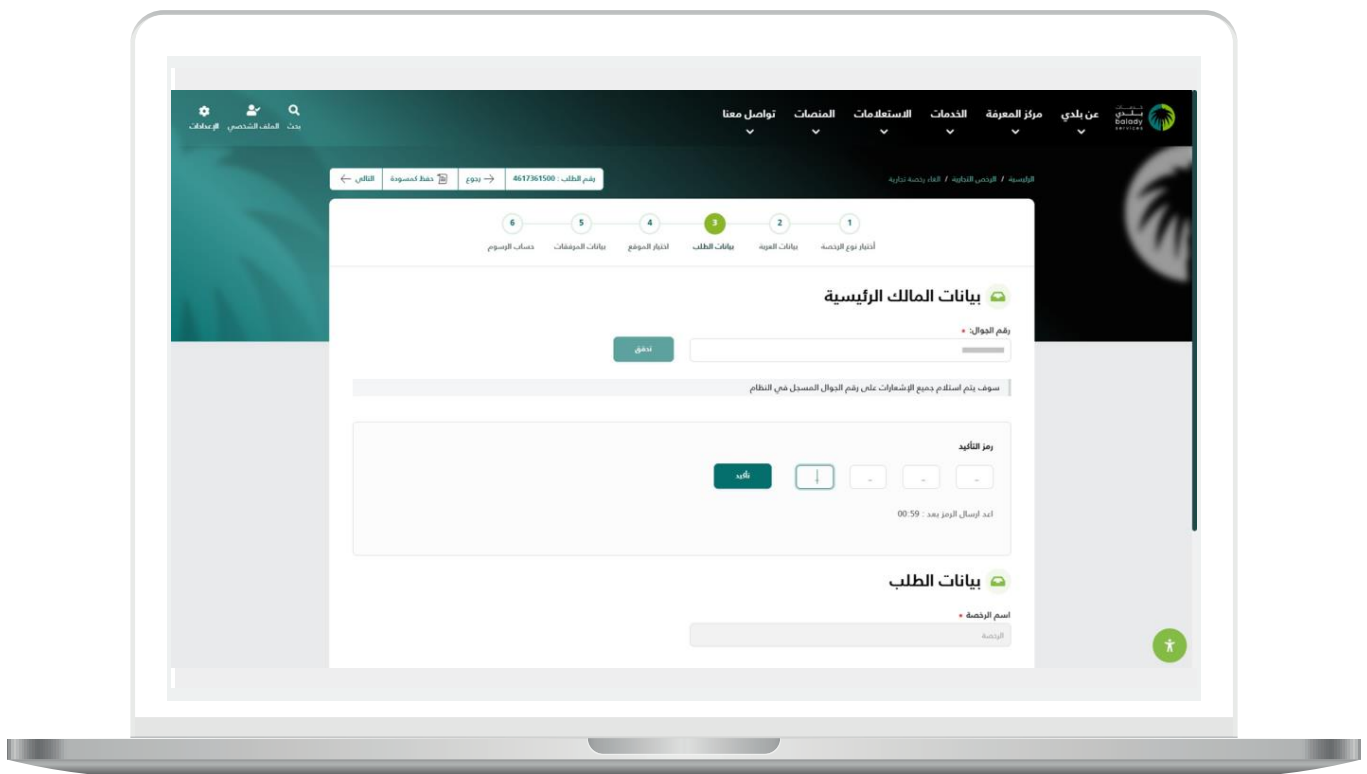 خدمات
بلدي
balady
services
عن بلدي
مركز المعرفة
الخدمات
الاستعلامات
المنصات
تواصل معنا
بحث
الملف الشخصي
الإعدادات
الرئيسية / الرخص التجارية / الغاء رخصة تجارية
رقم الطلب : 4617361500
رجوع
حفظ كمسودة
التالي
1
2
3
4
5
6
أختيار نوع الرخصة
بيانات العربة
بيانات الطلب
اختيار الموقع
بيانات المرفقات
حساب الرسوم
بيانات المالك الرئيسية
رقم الجوال: *
تحقق
سوف يتم استلام جميع الإشعارات على رقم الجوال المسجل في النظام
رمز التأكيد
- - -
تأكيد
اعد ارسال الرمز بعد : 00:59
بيانات الطلب
اسم الرخصة *
الرخصة